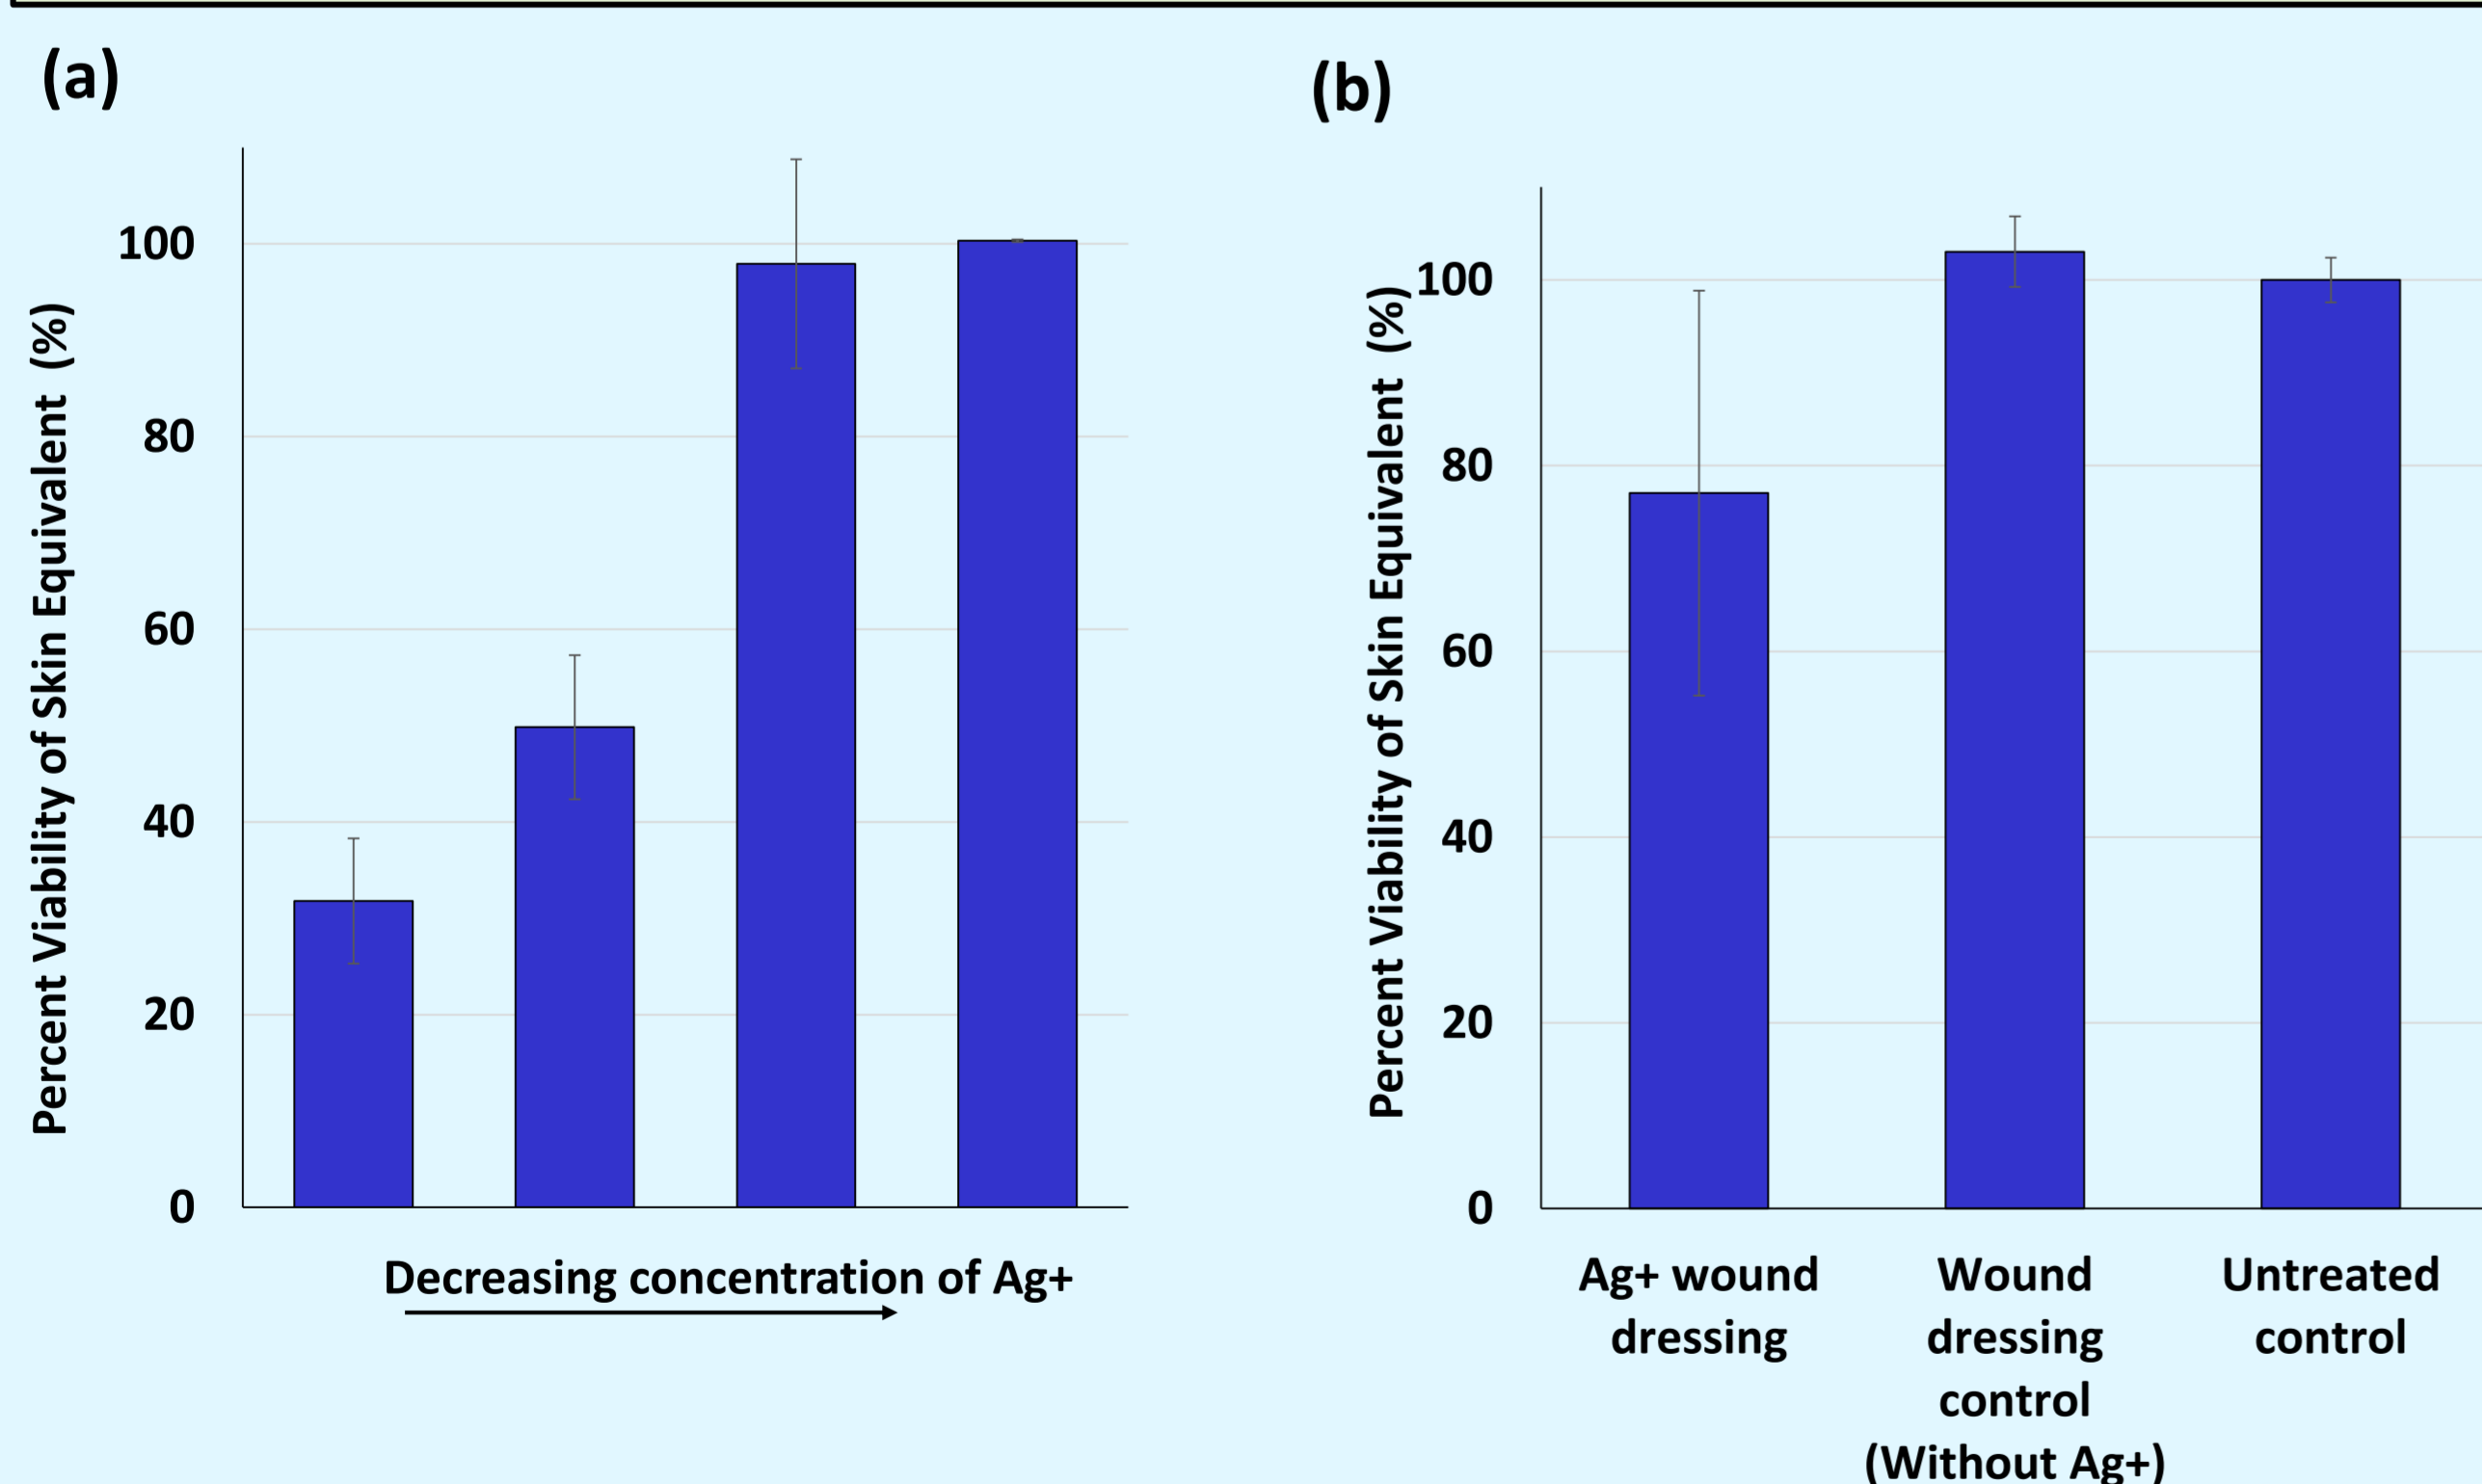 (a)
Percent Viability of Skin Equivalent (%)
100
80
60
40
20
0
Decreasing concentration of Ag+
(b)
Percent Viability of Skin Equivalent (%)
100
80
60
40
20
0
Ag+ wound
dressing
Wound
dressing
control
(Without Ag+)
Untreated
control